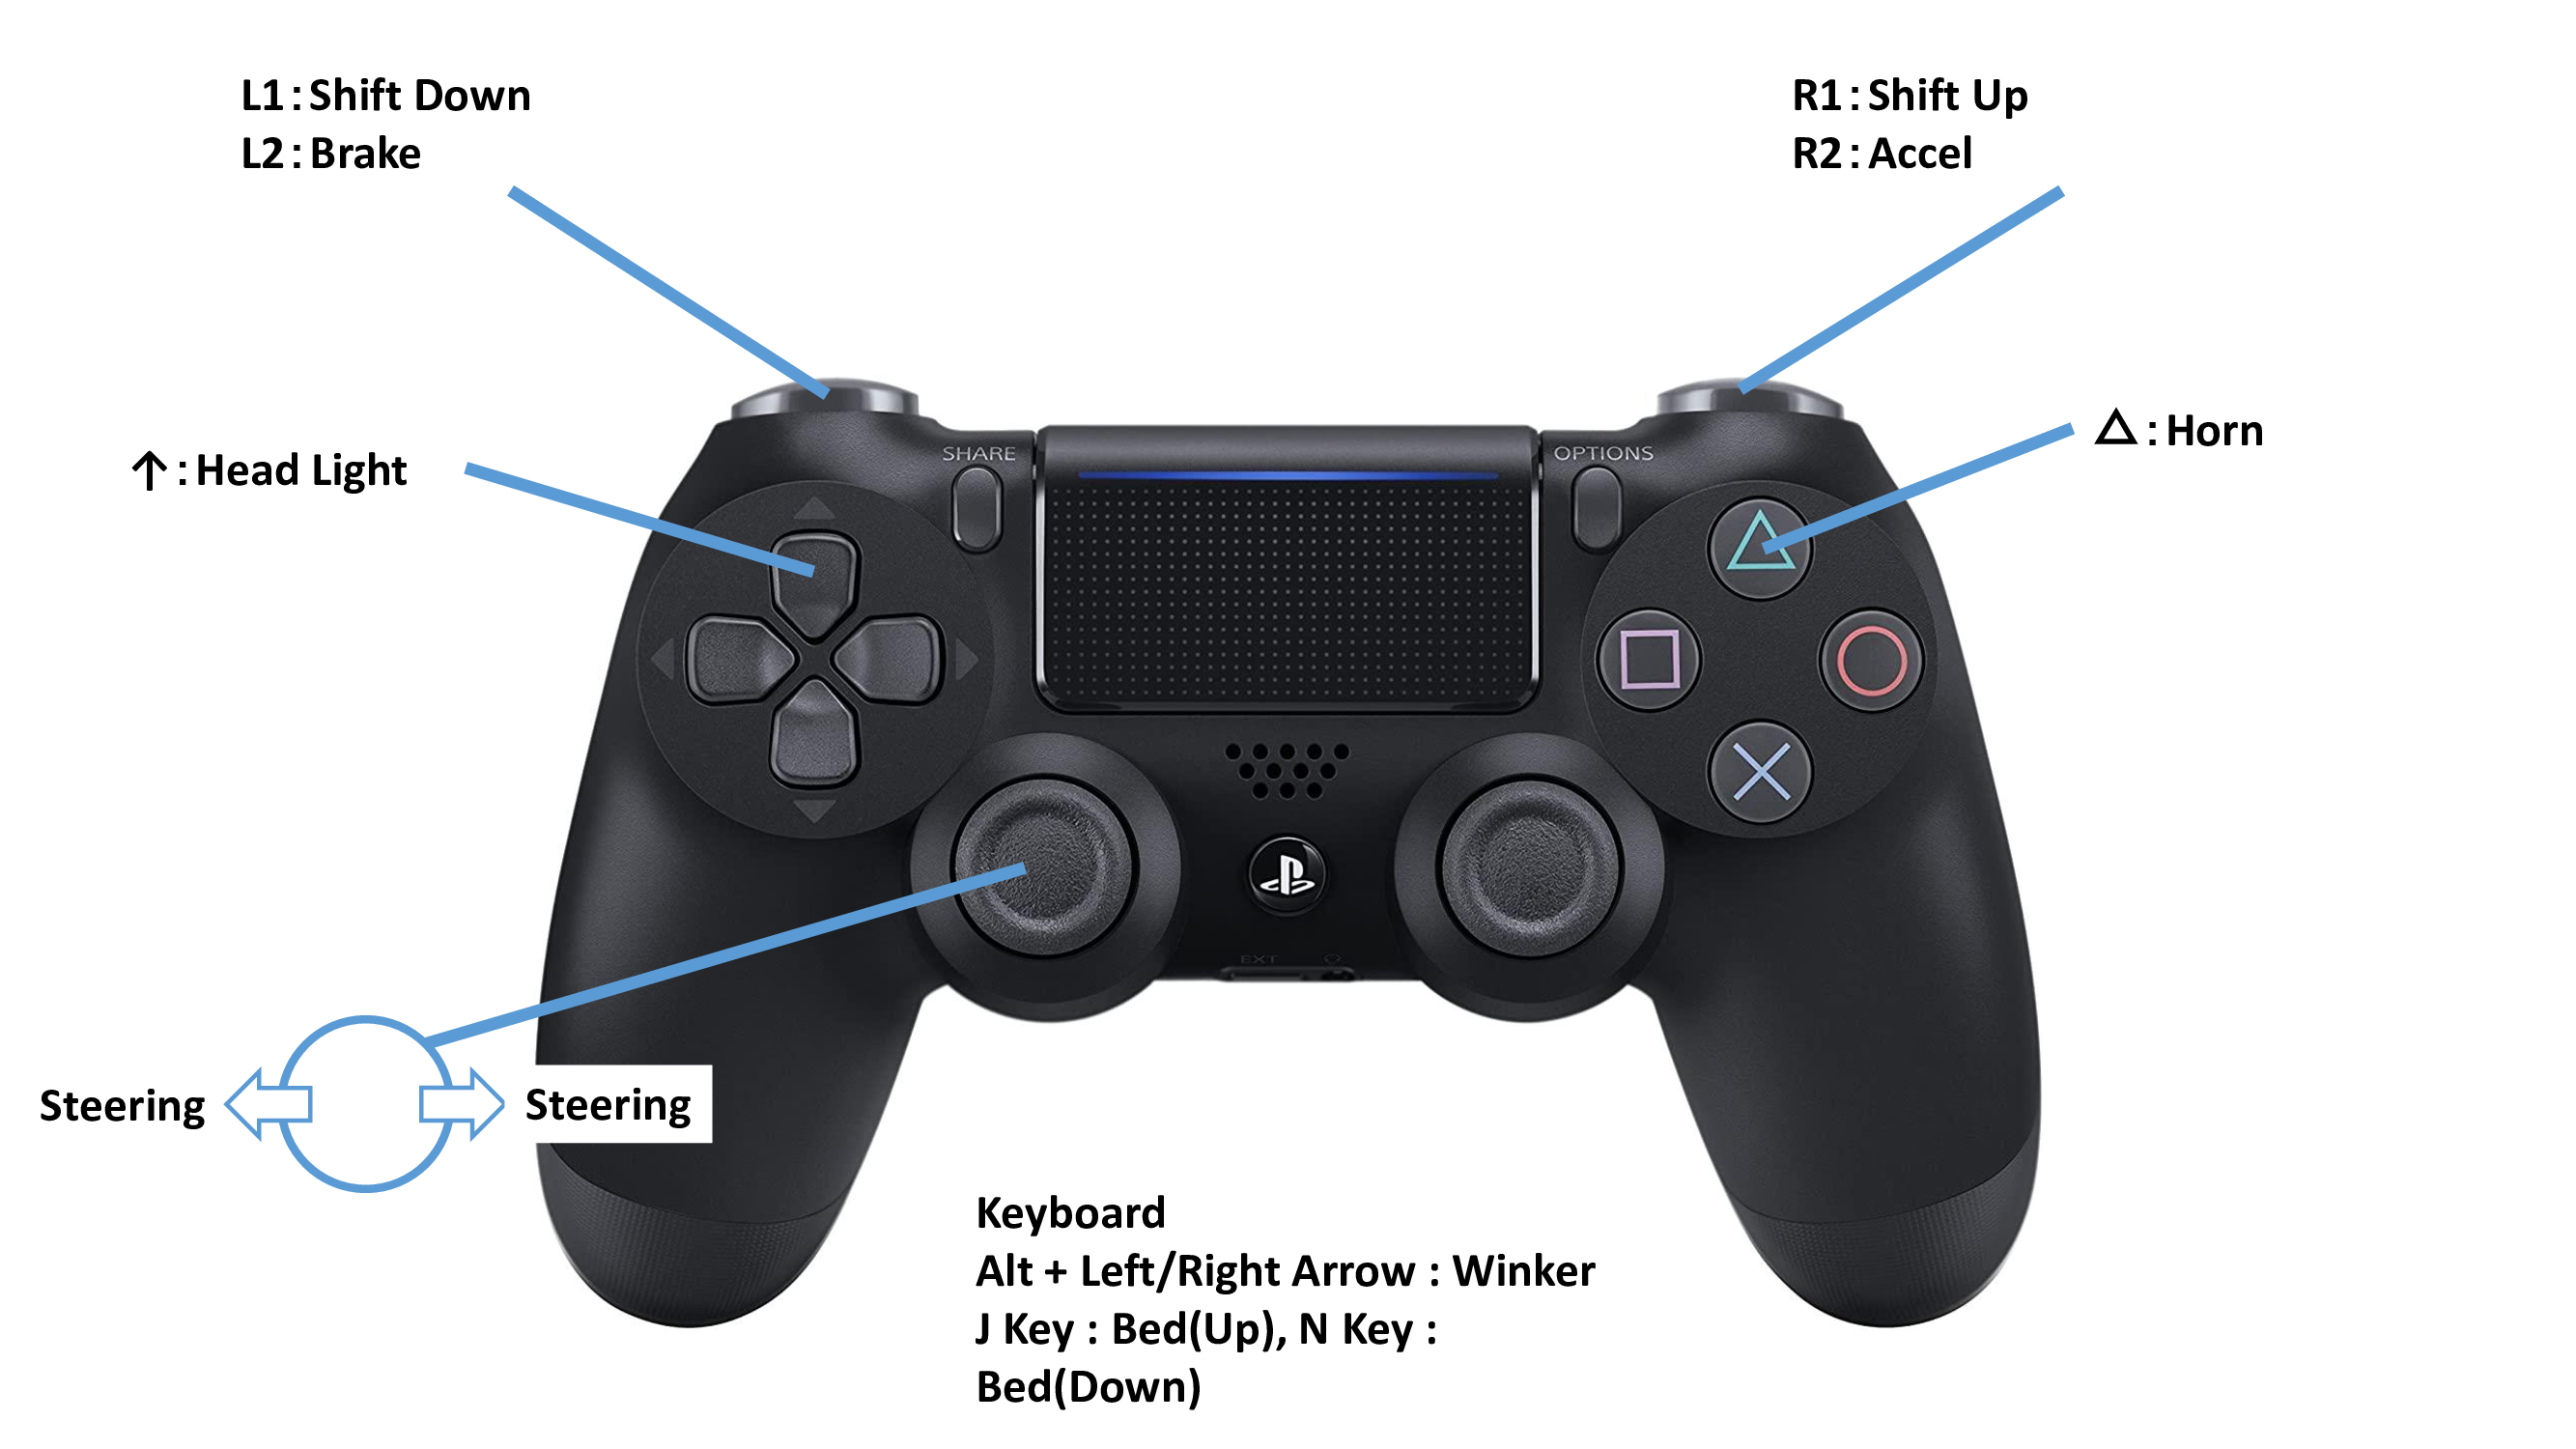 L1:Shift Down
L2:Brake
R1:Shift Up
R2:Accel
↑:Head Light
△:Horn
SHARE
OPTIONS
EXT
Steering
Steering
Keyboard
Alt + Left/Right Arrow : Winker
J Key : Bed(Up), N Key :
Bed(Down)